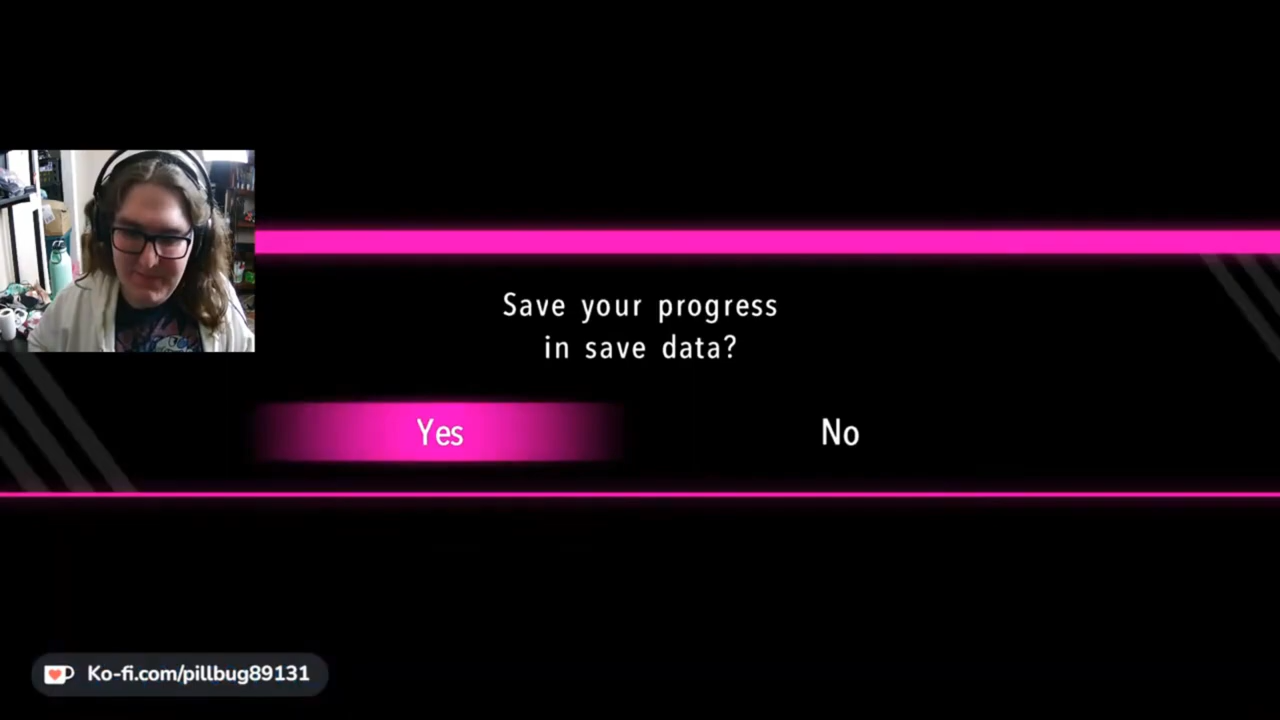 Save your progress
in save data?
Yes
No
Ko-fi.com/pillbug89131